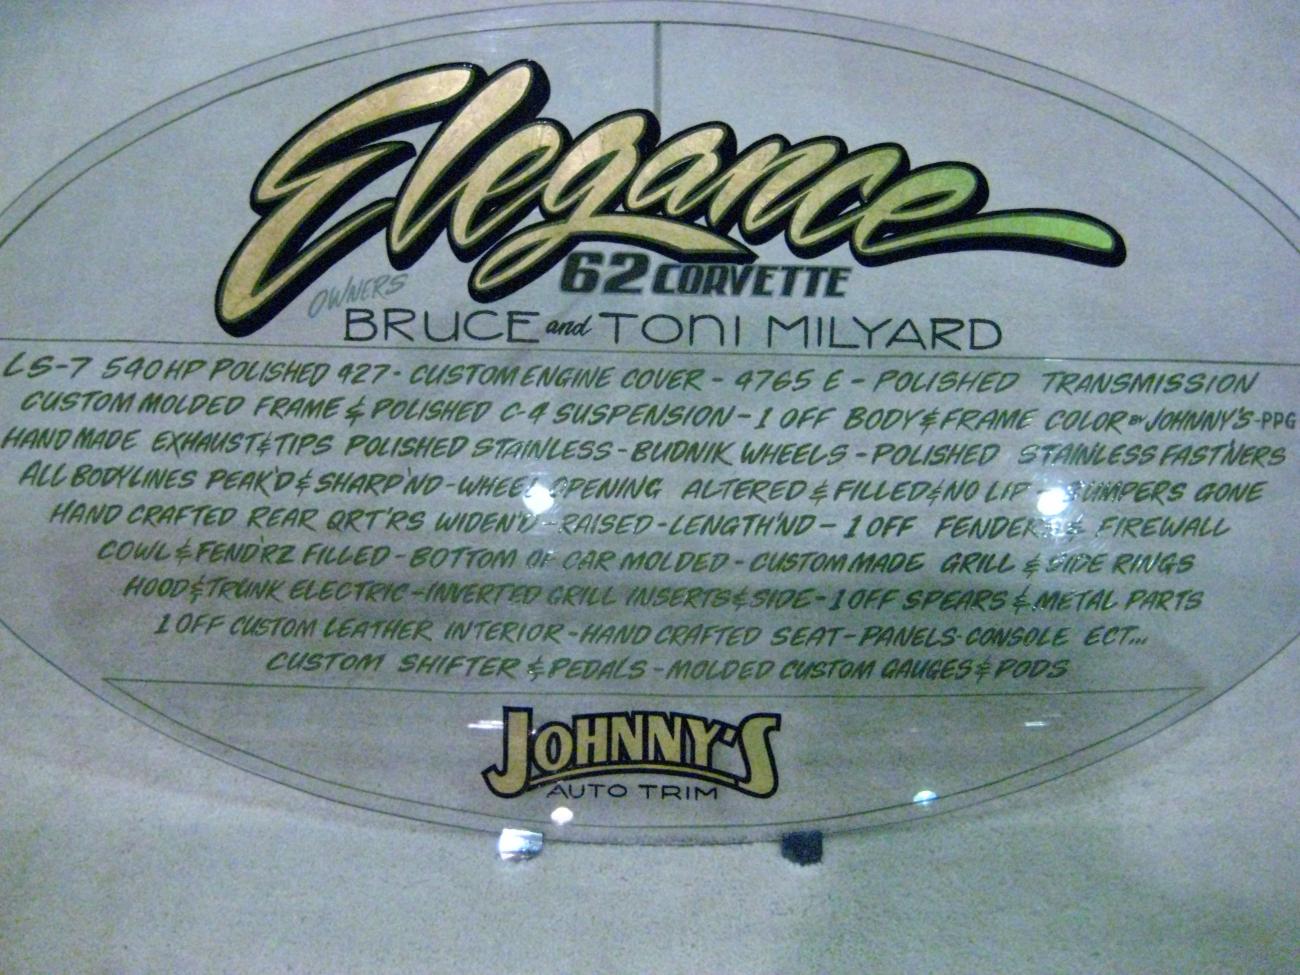 Elegance
62 CORVETTE
OWNERS
BRUCE and TONI MILYARD
LS-7 540 HP POLISHED 427 - CUSTOM ENGINE COVER - 4765 E - POLISHED TRANSMISSION
CUSTOM MOLDED FRAME & POLISHED C-4 SUSPENSION - 1 OFF BODY & FRAME COLOR BY JOHNNY'S-PPG
HAND MADE EXHAUST & TIPS POLISHED STAINLESS - BUDNIK WHEELS - POLISHED STAINLESS FAST'NERS
ALL BODYLINES PEAK'D & SHARP'ND - WHEEL OPENING ALTERED & FILLED & NO LIP - BUMPERS GONE
HAND CRAFTED REAR QRT'RS WIDEN'D - RAISED - LENGTH'ND - 1 OFF FENDERS & FIREWALL
COWL & FEND'RZ FILLED - BOTTOM OF CAR MOLDED - CUSTOM MADE GRILL & SIDE RINGS
HOOD & TRUNK ELECTRIC - INVERTED GRILL INSERTS & SIDE - 1 OFF SPEARS & METAL PARTS
1 OFF CUSTOM LEATHER INTERIOR - HAND CRAFTED SEAT - PANELS - CONSOLE ECT...
CUSTOM SHIFTER & PEDALS - MOLDED CUSTOM GAUGES & PODS
JOHNNY'S
AUTO TRIM